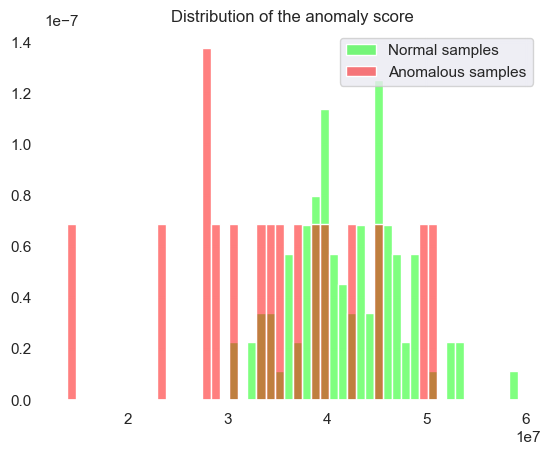 Distribution of the anomaly score
1e−7
Normal samples
Anomalous samples
1.4
1.2
1.0
0.8
0.6
0.4
0.2
0.0
2 3 4 5 6
1e7